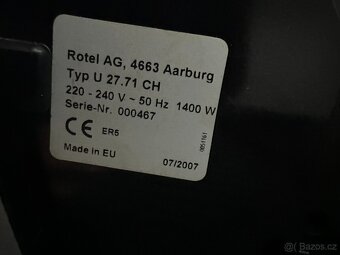 Rotel AG, 4663 Aarburg
Typ U 27.71 CH
220 - 240 V ~ 50 Hz 1400 W
Serie-Nr. 000467
CE ER5
Made in EU
07/2007
Bazos.cz